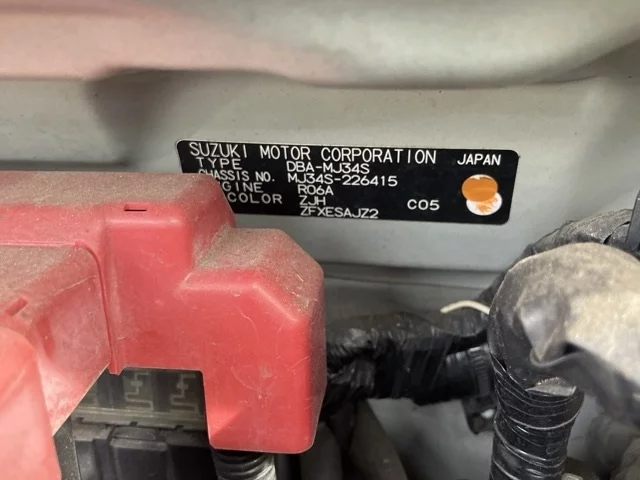 SUZUKI MOTOR CORPORATION JAPAN
TYPE DBA-MJ34S
CHASSIS NO. MJ34S-226415
ENGINE R06A
COLOR ZJH C05
ZFXESAJZ2